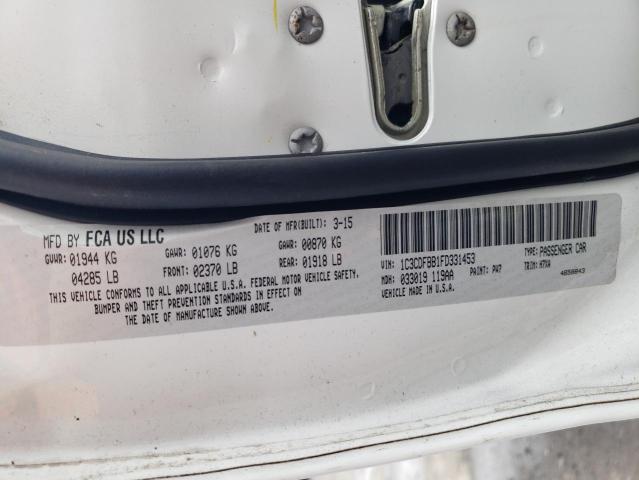 MFD BY FCA US LLC
DATE OF MFR(BUILT): 3-15
GVWR: 01944 KG
04285 LB
GAWR: 01076 KG
FRONT: 02370 LB
GAWR: 00870 KG
REAR: 01918 LB
THIS VEHICLE CONFORMS TO ALL APPLICABLE U.S.A. FEDERAL MOTOR VEHICLE SAFETY,
BUMPER AND THEFT PREVENTION STANDARDS IN EFFECT ON
THE DATE OF MANUFACTURE SHOWN ABOVE.
VIN: 1C3CDFBB1FD331453
TYPE: PASSENGER CAR
MDH: 033019 119AA
PAINT: PW7
TRIM: H7XA
VEHICLE MADE IN U.S.A.
4658843